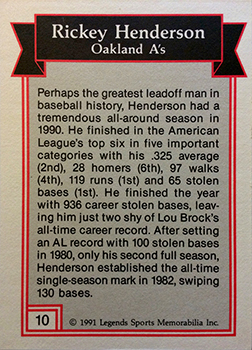 Rickey Henderson
Oakland A's
Perhaps the greatest leadoff man in
baseball history, Henderson had a
tremendous all-around season in
1990. He finished in the American
League's top six in five important
categories with his .325 average
(2nd), 28 homers (6th), 97 walks
(4th), 119 runs (1st) and 65 stolen
bases (1st). He finished the year
with 936 career stolen bases, leav-
ing him just two shy of Lou Brock's
all-time career record. After setting
an AL record with 100 stolen bases
in 1980, only his second full season,
Henderson established the all-time
single-season mark in 1982, swiping
130 bases.
10
© 1991 Legends Sports Memorabilia Inc.